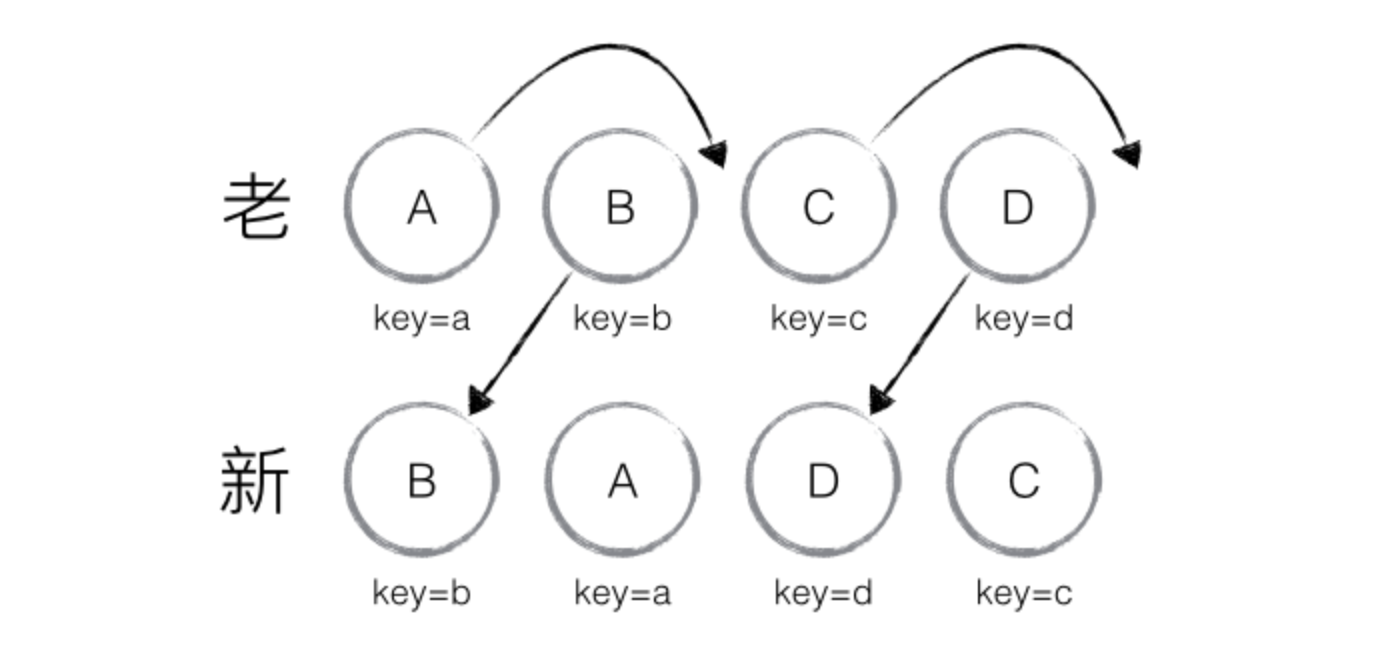 老 A B C D
key=a key=b key=c key=d
新 B A D C
key=b key=a key=d key=c